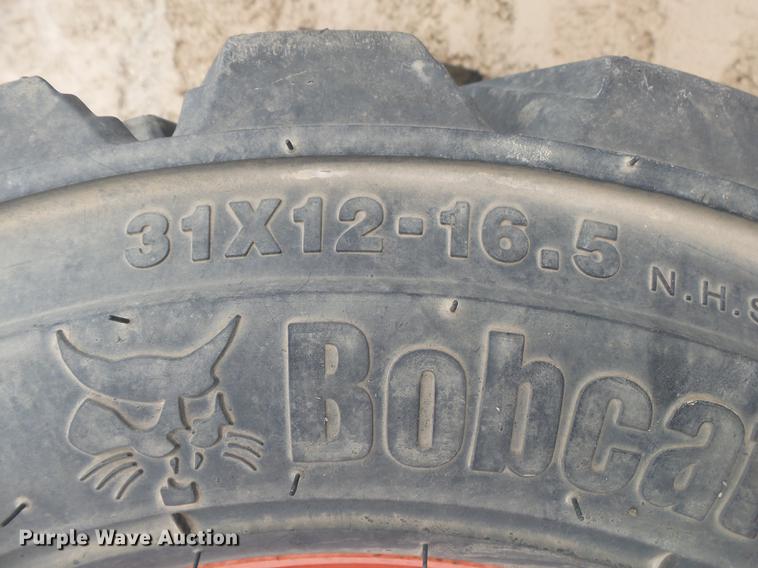 31X12-16.5 N.H.S
Bobcat
Purple Wave Auction